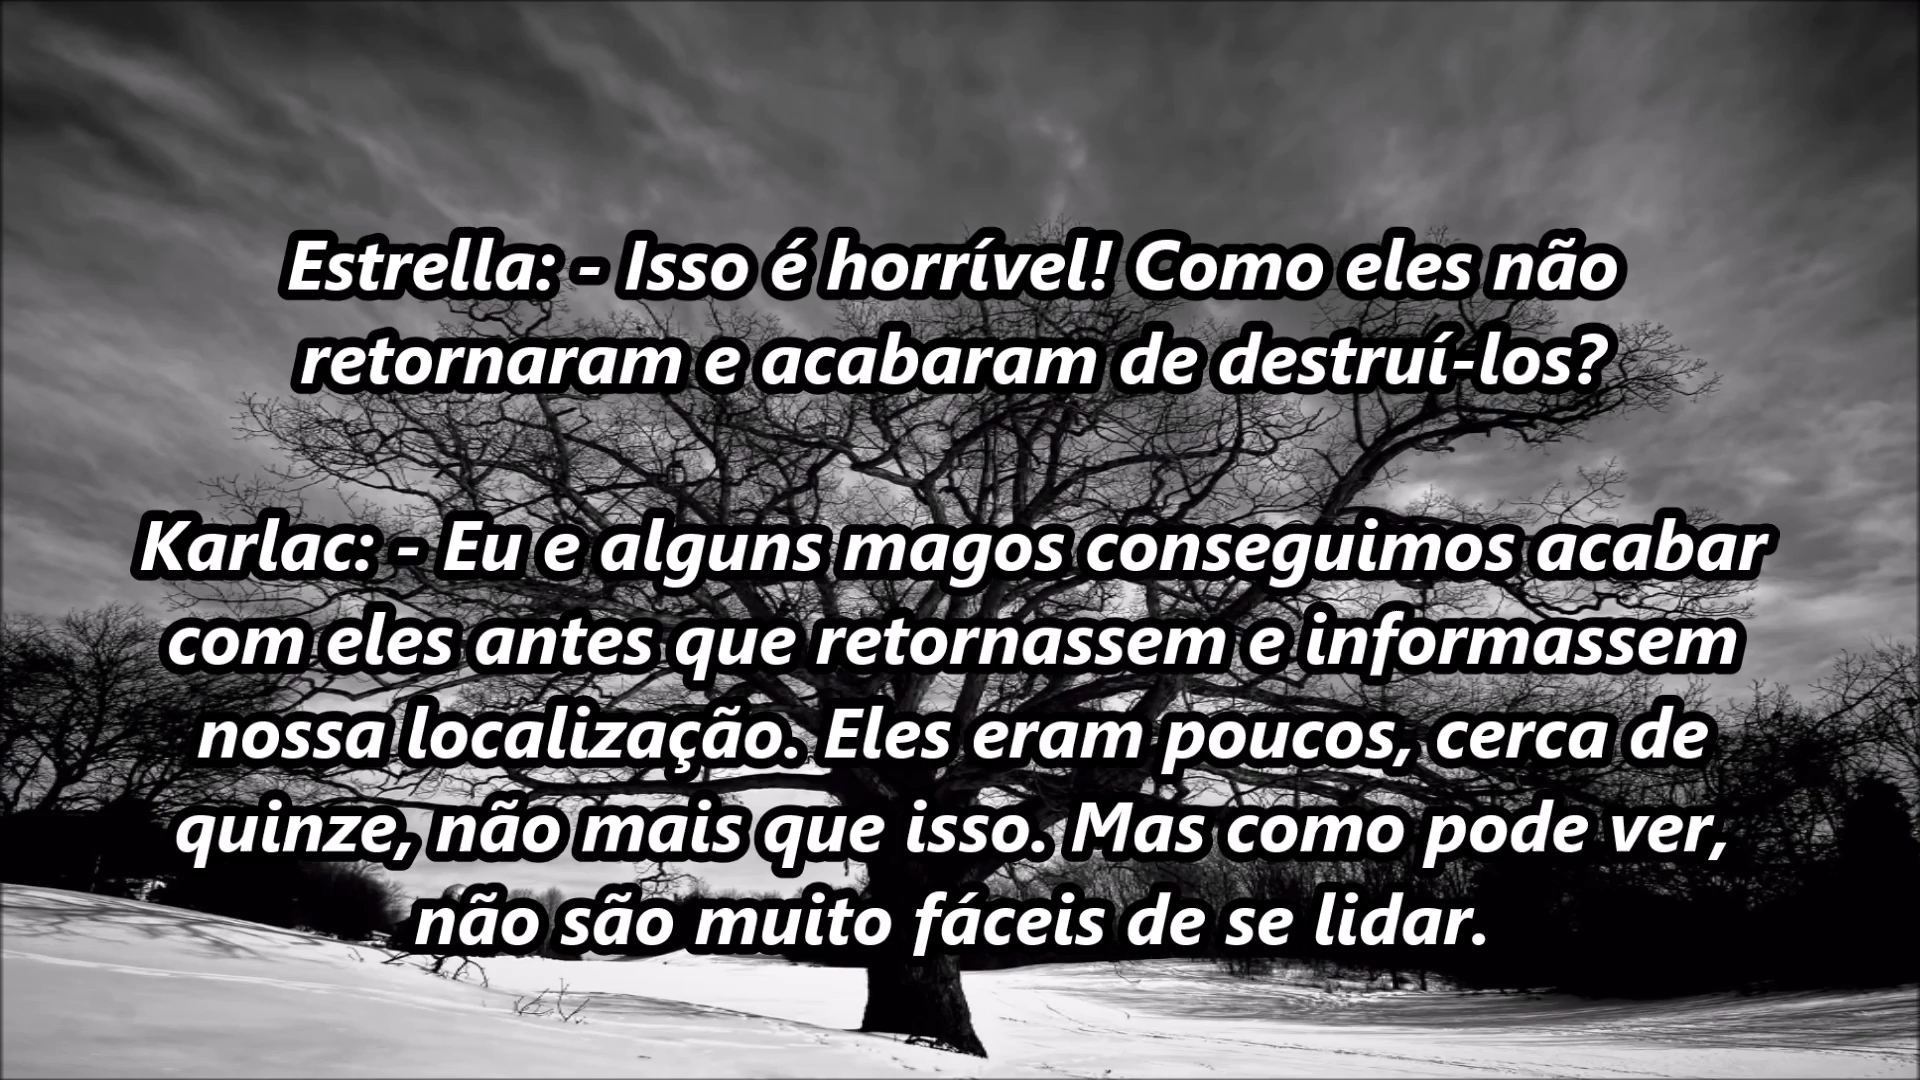 Estrella: - Isso é horrível! Como eles não
retornaram e acabaram de destruí-los?
Karlac: - Eu e alguns magos conseguimos acabar
com eles antes que retornassem e informassem
nossa localização. Eles eram poucos, cerca de
quinze, não mais que isso. Mas como pode ver,
não são muito fáceis de se lidar.